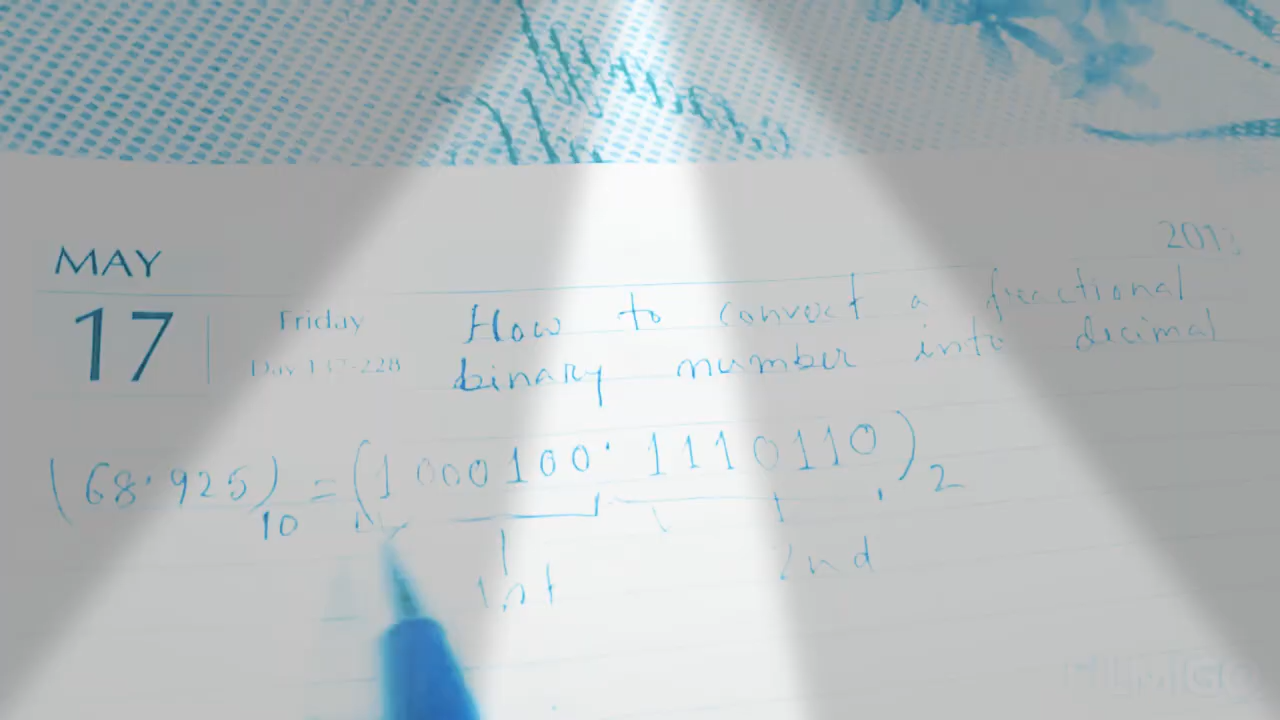 2013
MAY
17
Friday
Day 137-228
How to convert a fractional
binary number into decimal
(68.925)10 = (1000100.1110110)2
1st
2nd